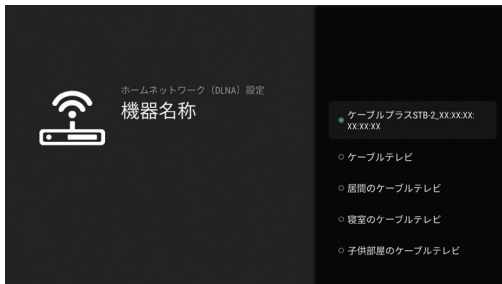 ホームネットワーク（DLNA）設定
機器名称
ケーブルプラスSTB-2_XX:XX:XX:
XX:XX:XX
ケーブルテレビ
居間のケーブルテレビ
寝室のケーブルテレビ
子供部屋のケーブルテレビ